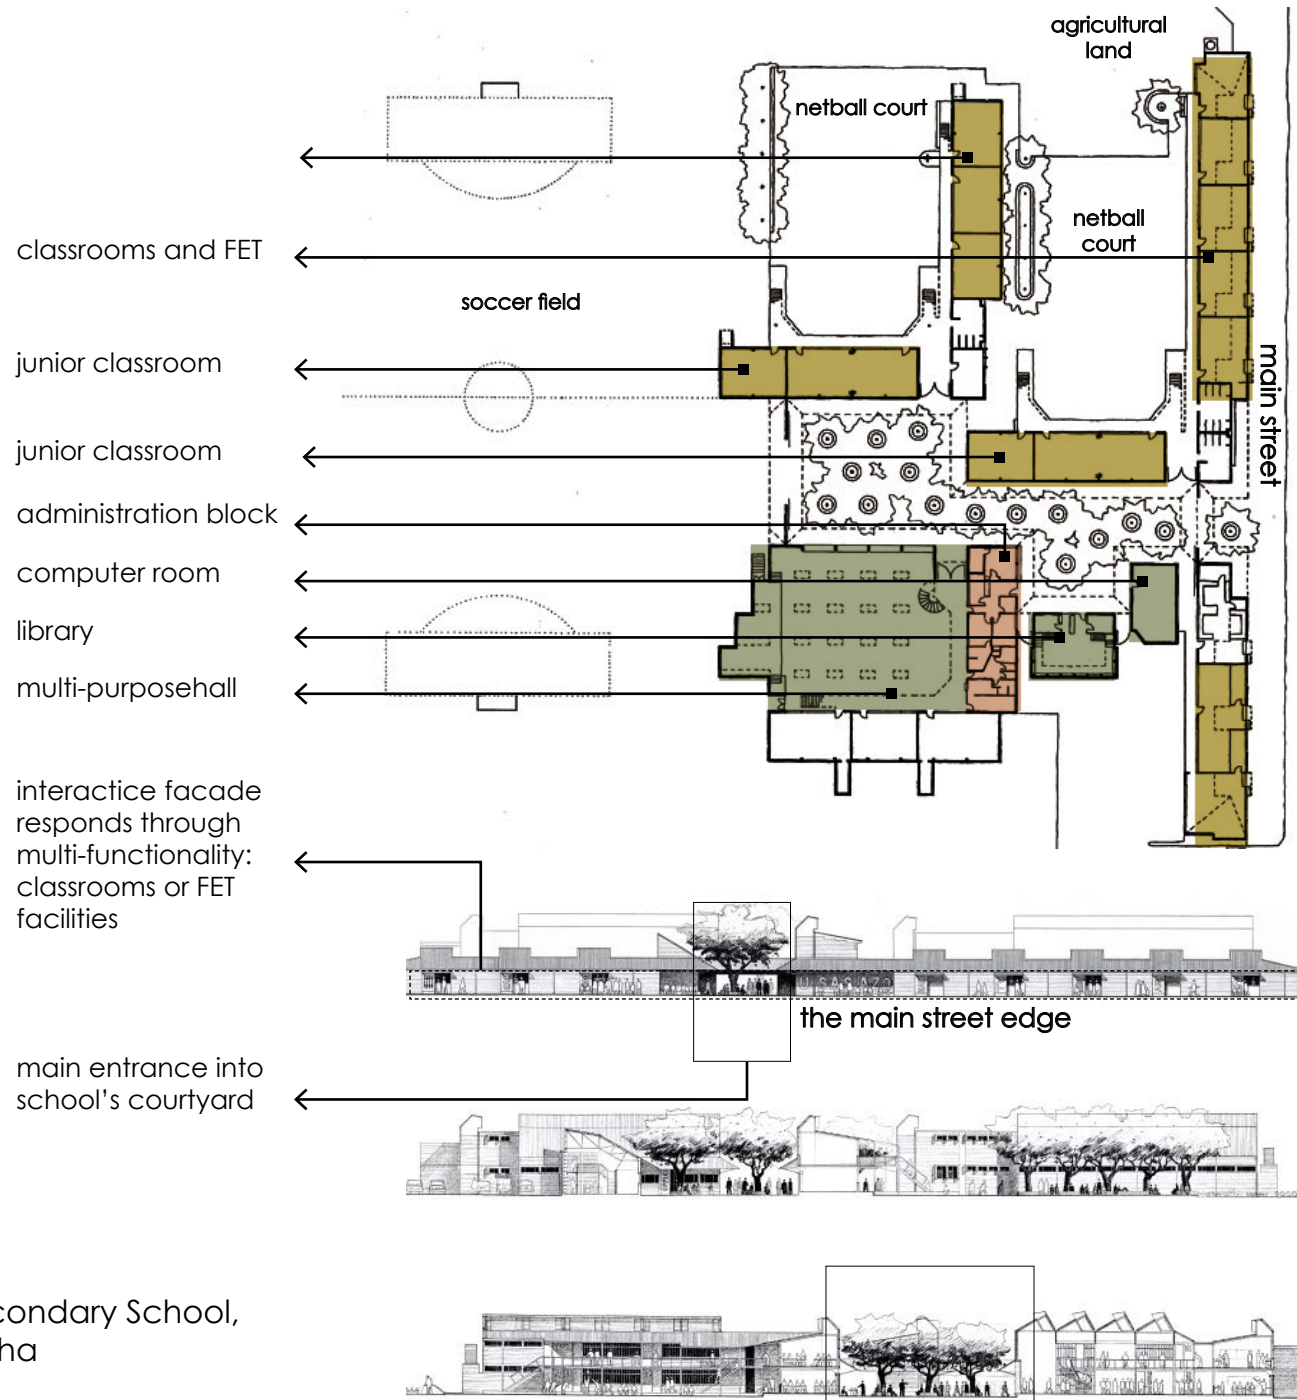 agricultural
land
netball court
netball
court
classrooms and FET
soccer field
junior classroom
main street
junior classroom
administration block
computer room
library
multi-purposehall
interactice facade
responds through
multi-functionality:
classrooms or FET
facilities
the main street edge
main entrance into
school's courtyard
condary School,
ha